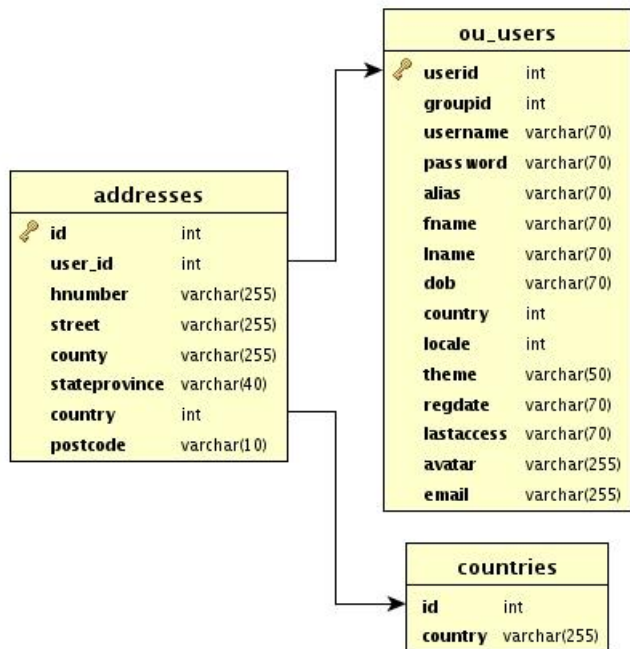 ou_users
userid int
groupid int
username varchar(70)
password varchar(70)
alias varchar(70)
fname varchar(70)
lname varchar(70)
dob varchar(70)
country int
locale int
theme varchar(50)
regdate varchar(70)
lastaccess varchar(70)
avatar varchar(255)
email varchar(255)
addresses
id int
user_id int
hnumber varchar(255)
street varchar(255)
county varchar(255)
stateprovince varchar(40)
country int
postcode varchar(10)
countries
id int
country varchar(255)